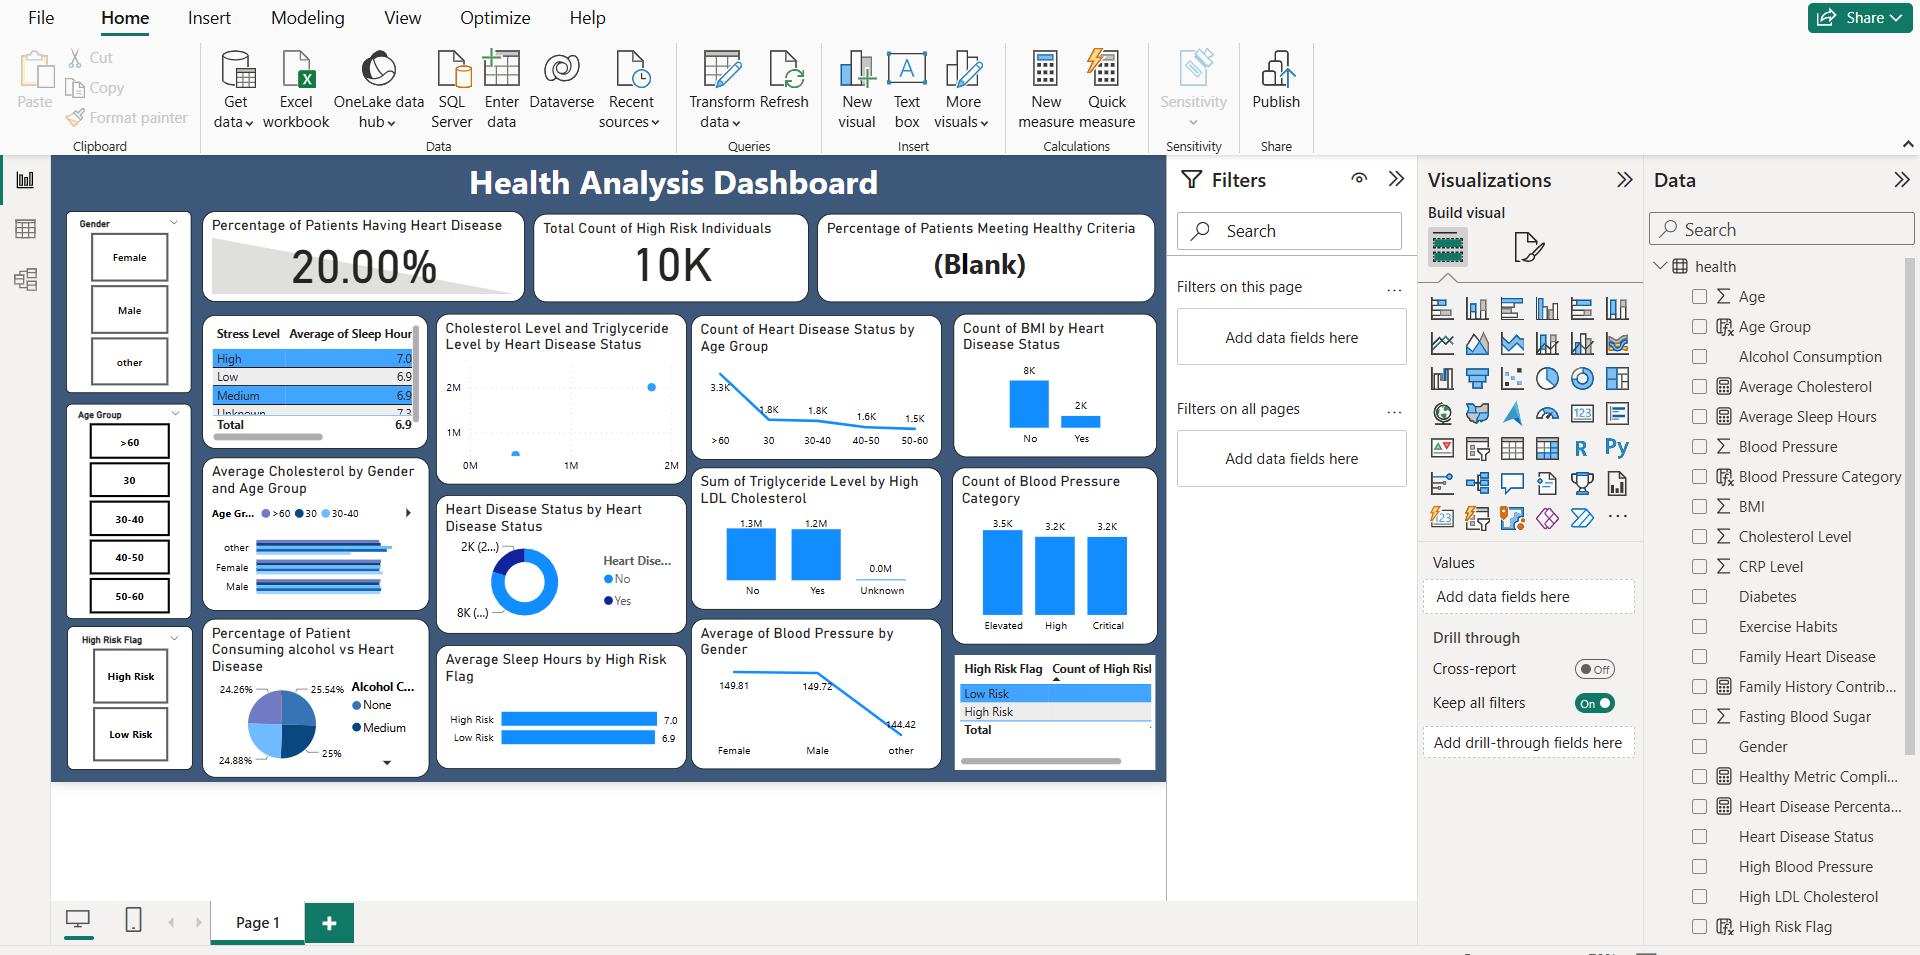 File Home Insert Modeling View Optimize Help
Share
Paste
Cut
Copy
Format painter
Clipboard
Get data
Excel workbook
OneLake data hub
SQL Server
Enter data
Dataverse
Recent sources
Data
Transform data
Refresh
Queries
New visual
Text box
More visuals
Insert
New measure
Quick measure
Calculations
Sensitivity
Sensitivity
Publish
Share
Health Analysis Dashboard
Gender
Female
Male
other
Age Group
>60
30
30-40
40-50
50-60
High Risk Flag
High Risk
Low Risk
Percentage of Patients Having Heart Disease
20.00%
Total Count of High Risk Individuals
10K
Percentage of Patients Meeting Healthy Criteria
(Blank)
Stress Level Average of Sleep Hour
High 7.0
Low 6.9
Medium 6.9
Unknown 7.3
Total 6.9
Average Cholesterol by Gender
and Age Group
Age Gr... >60 30 30-40
other
Female
Male
Percentage of Patient
Consuming alcohol vs Heart
Disease
24.26% 25.54%
24.88% 25%
Alcohol C...
None
Medium
Cholesterol Level and Triglyceride
Level by Heart Disease Status
2M
1M
0M 1M 2M
Heart Disease Status by Heart
Disease Status
2K (2...)
8K (...)
Heart Dise...
No
Yes
Average Sleep Hours by High Risk
Flag
High Risk 7.0
Low Risk 6.9
Count of Heart Disease Status by
Age Group
3.3K 1.8K 1.8K 1.6K 1.5K
>60 30 30-40 40-50 50-60
Sum of Triglyceride Level by High
LDL Cholesterol
1.3M 1.2M 0.0M
No Yes Unknown
Average of Blood Pressure by
Gender
149.81 149.72 144.42
Female Male other
Count of BMI by Heart
Disease Status
8K 2K
No Yes
Count of Blood Pressure
Category
3.5K 3.2K 3.2K
Elevated High Critical
High Risk Flag Count of High Risl
Low Risk
High Risk
Total
Filters
Search
Filters on this page ...
Add data fields here
Filters on all pages ...
Add data fields here
Visualizations
Build visual
123
R Py
123
...
Values
Add data fields here
Drill through
Cross-report Off
Keep all filters On
Add drill-through fields here
Data
Search
health
Age
Age Group
Alcohol Consumption
Average Cholesterol
Average Sleep Hours
Blood Pressure
Blood Pressure Category
BMI
Cholesterol Level
CRP Level
Diabetes
Exercise Habits
Family Heart Disease
Family History Contrib...
Fasting Blood Sugar
Gender
Healthy Metric Compli...
Heart Disease Percenta...
Heart Disease Status
High Blood Pressure
High LDL Cholesterol
High Risk Flag
Page 1